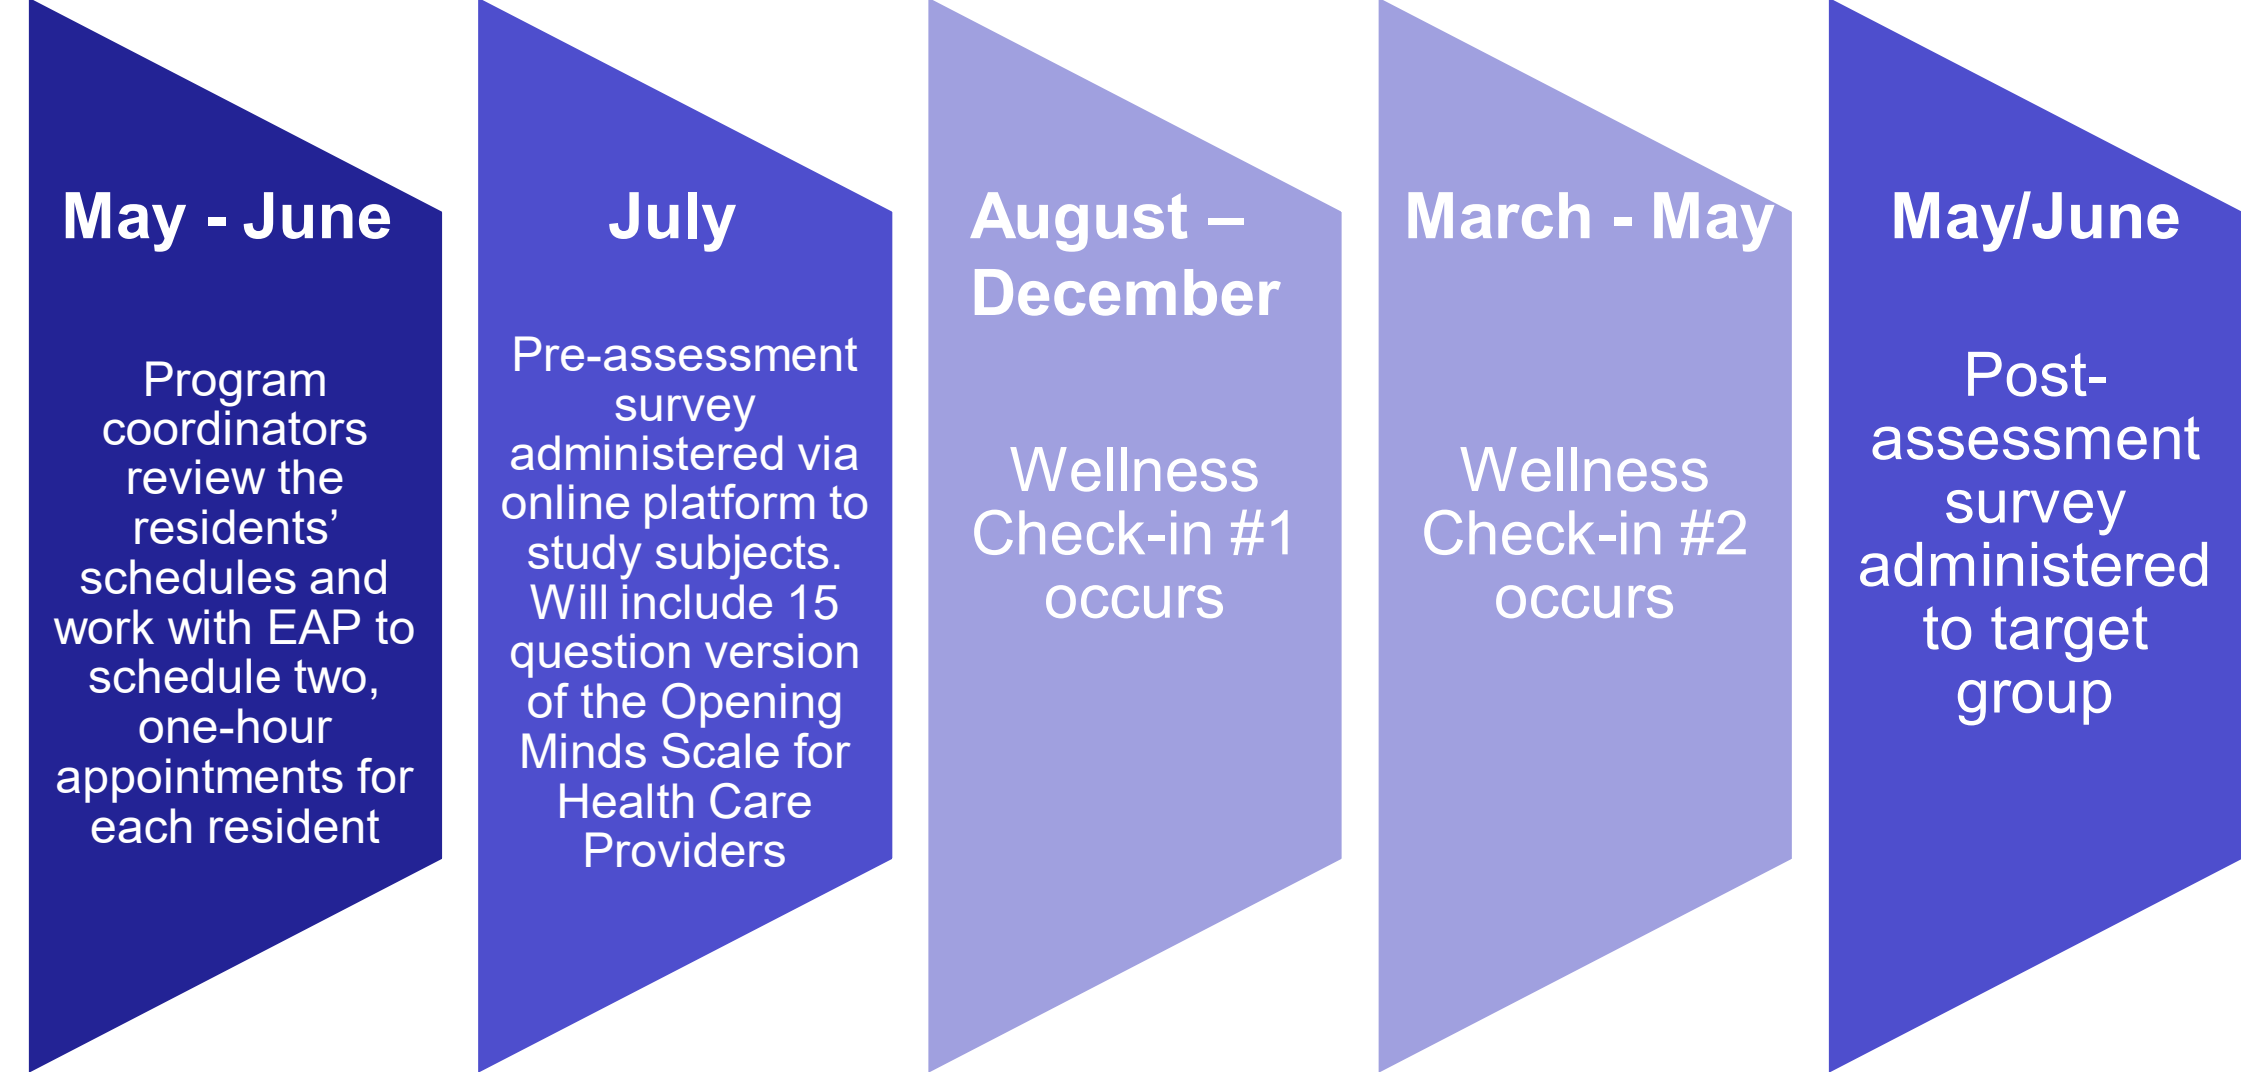 May - June
Program
coordinators
review the
residents’
schedules and
work with EAP to
schedule two,
one-hour
appointments for
each resident
July
Pre-assessment
survey
administered via
online platform to
study subjects.
Will include 15
question version
of the Opening
Minds Scale for
Health Care
Providers
August –
December
Wellness
Check-in #1
occurs
March - May
Wellness
Check-in #2
occurs
May/June
Post-
assessment
survey
administered
to target
group